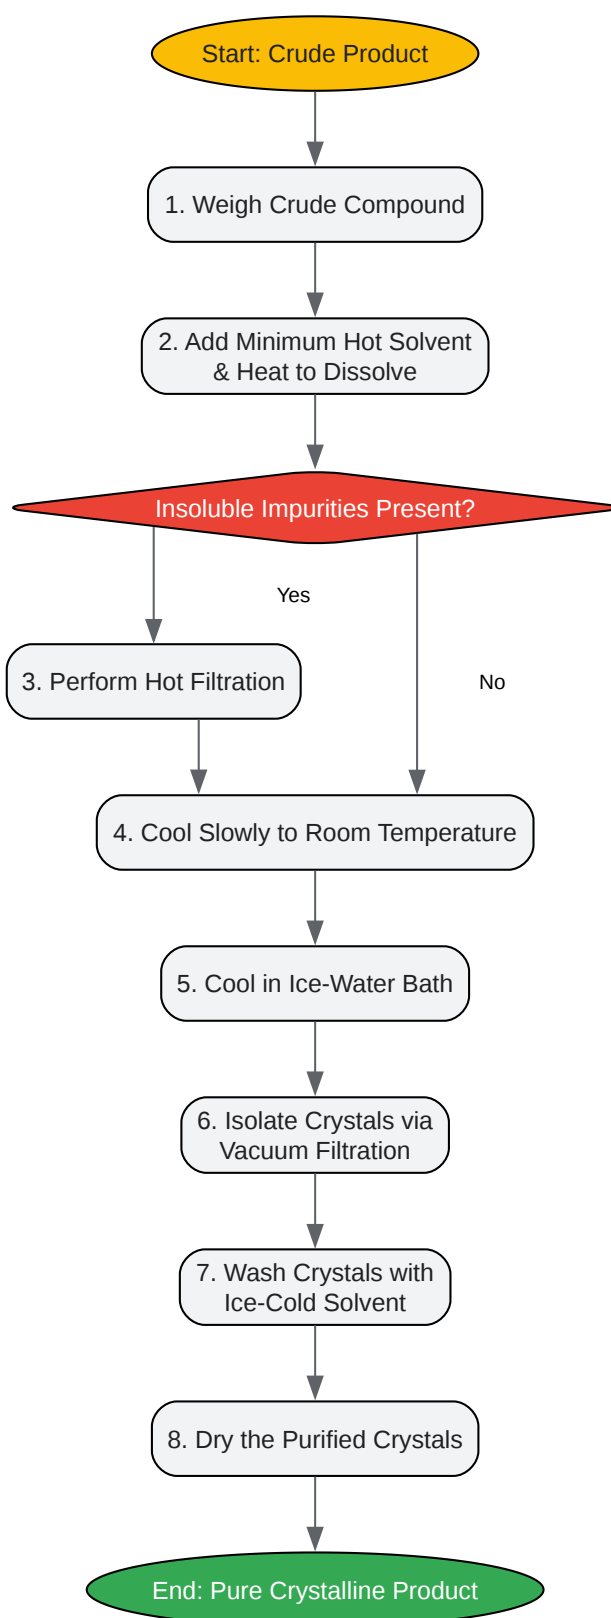 Start: Crude Product
1. Weigh Crude Compound
2. Add Minimum Hot Solvent
& Heat to Dissolve
Insoluble Impurities Present?
Yes
3. Perform Hot Filtration
No
4. Cool Slowly to Room Temperature
5. Cool in Ice-Water Bath
6. Isolate Crystals via
Vacuum Filtration
7. Wash Crystals with
Ice-Cold Solvent
8. Dry the Purified Crystals
End: Pure Crystalline Product